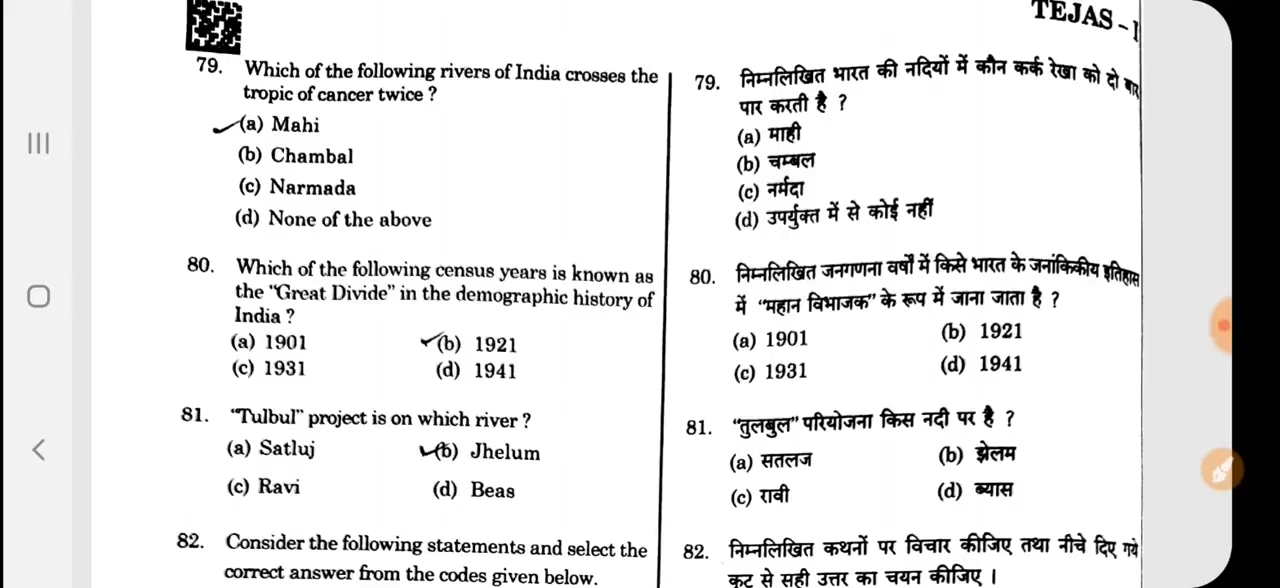 TEJAS - I
79. Which of the following rivers of India crosses the
tropic of cancer twice ?
(a) Mahi
(b) Chambal
(c) Narmada
(d) None of the above
80. Which of the following census years is known as
the "Great Divide" in the demographic history of
India ?
(a) 1901 (b) 1921
(c) 1931 (d) 1941
81. "Tulbul" project is on which river ?
(a) Satluj (b) Jhelum
(c) Ravi (d) Beas
82. Consider the following statements and select the
correct answer from the codes given below.
79. निम्नलिखित भारत की नदियों में कौन कर्क रेखा को दो बार
पार करती है ?
(a) माही
(b) चम्बल
(c) नर्मदा
(d) उपर्युक्त में से कोई नहीं
80. निम्नलिखित जनगणना वर्षों में किसे भारत के जनांकिकीय इतिहास
में "महान विभाजक" के रूप में जाना जाता है ?
(a) 1901 (b) 1921
(c) 1931 (d) 1941
81. "तुलबुल" परियोजना किस नदी पर है ?
(a) सतलज (b) झेलम
(c) रावी (d) ब्यास
82. निम्नलिखित कथनों पर विचार कीजिए तथा नीचे दिए गये
कूट से सही उत्तर का चयन कीजिए ।